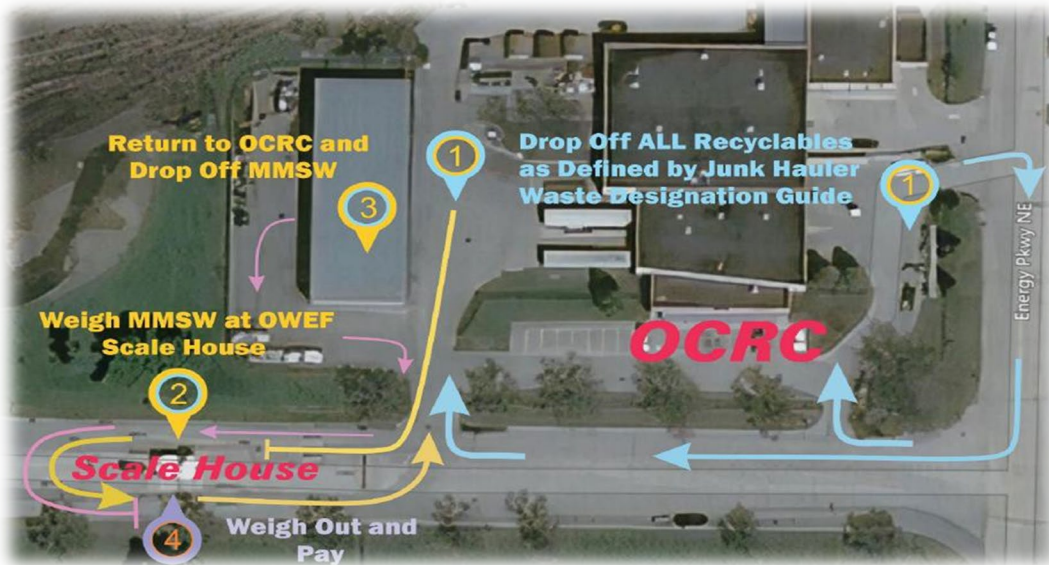 Return to OCRC and
Drop Off MMSW
1
Drop Off ALL Recyclables
as Defined by Junk Hauler
Waste Designation Guide
1
3
Energy Pkwy NE
Weigh MMSW at OWEF
Scale House
OCRC
2
Scale House
4
Weigh Out and
Pay